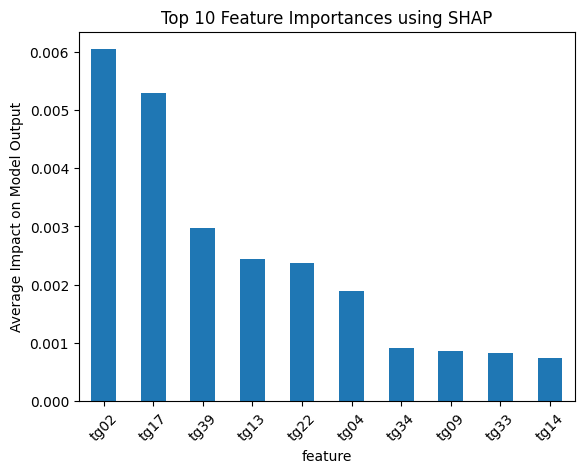 Top 10 Feature Importances using SHAP
Average Impact on Model Output
0.006
0.005
0.004
0.003
0.002
0.001
0.000
tg02 tg17 tg39 tg13 tg22 tg04 tg34 tg09 tg33 tg14
feature